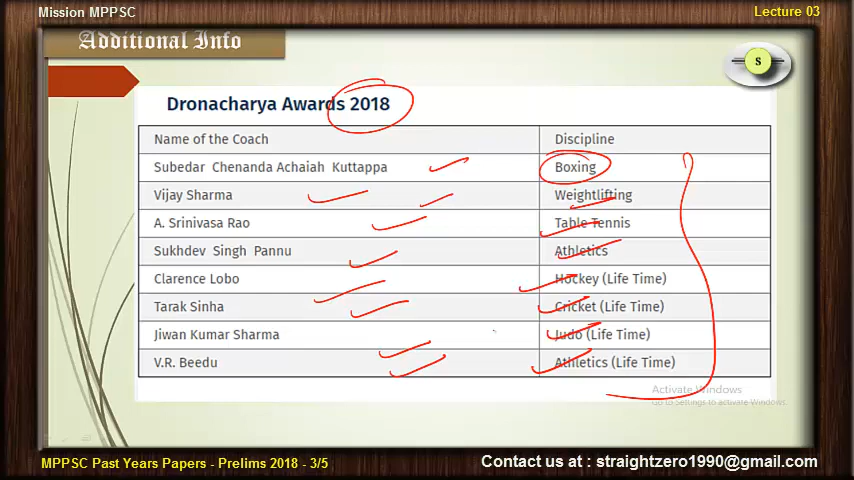 Mission MPPSC Lecture 03
Additional Info
S
Dronacharya Awards 2018
Name of the Coach Discipline
Subedar Chenanda Achaiah Kuttappa Boxing
Vijay Sharma Weightlifting
A. Srinivasa Rao Table Tennis
Sukhdev Singh Pannu Athletics
Clarence Lobo Hockey (Life Time)
Tarak Sinha Cricket (Life Time)
Jiwan Kumar Sharma Judo (Life Time)
V.R. Beedu Athletics (Life Time)
Activate Windows
Go to Settings to activate Windows.
MPPSC Past Years Papers - Prelims 2018 - 3/5 Contact us at : straightzero1990@gmail.com